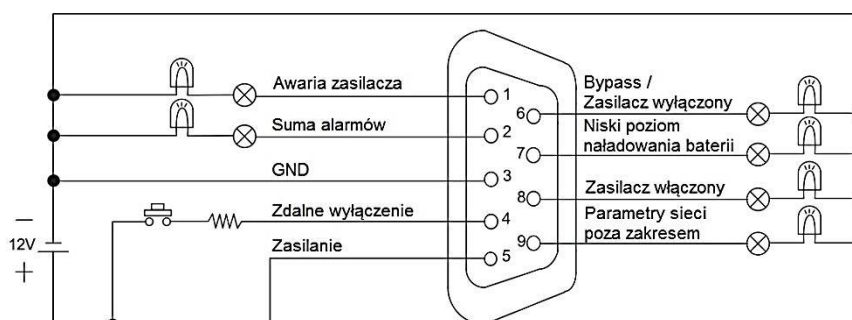 Awaria zasilacza
1
Suma alarmów
2
GND
3
Zdalne wyłączenie
4
Zasilanie
5
Bypass /
Zasilacz wyłączony
6
Niski poziom
naładowania baterii
7
Zasilacz włączony
8
Parametry sieci
poza zakresem
9
−
12V
+